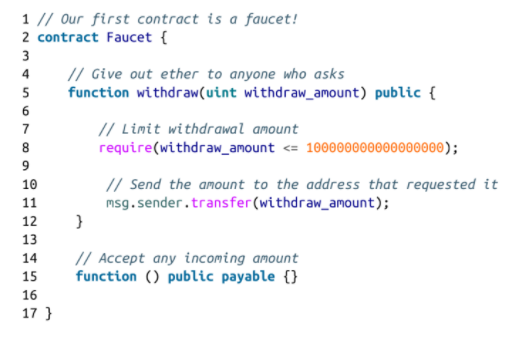 1 // Our first contract is a faucet!
2 contract Faucet {
3
4     // Give out ether to anyone who asks
5     function withdraw(uint withdraw_amount) public {
6
7         // Limit withdrawal amount
8         require(withdraw_amount <= 100000000000000000);
9
10         // Send the amount to the address that requested it
11         msg.sender.transfer(withdraw_amount);
12     }
13
14     // Accept any incoming amount
15     function () public payable {}
16
17 }